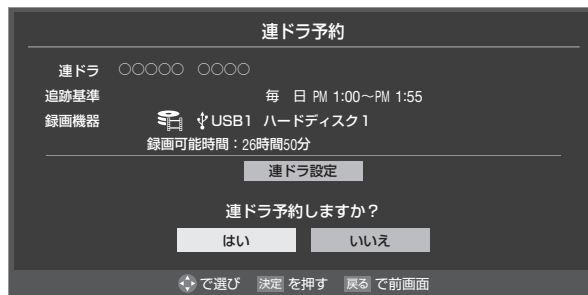 連ドラ予約
連ドラ ○○○○○ ○○○○
追跡基準 毎 日 PM 1:00～PM 1:55
録画機器 USB1 ハードディスク1
録画可能時間：26時間50分
連ドラ設定
連ドラ予約しますか？
はい いいえ
で選び 決定 を押す 戻る で前画面